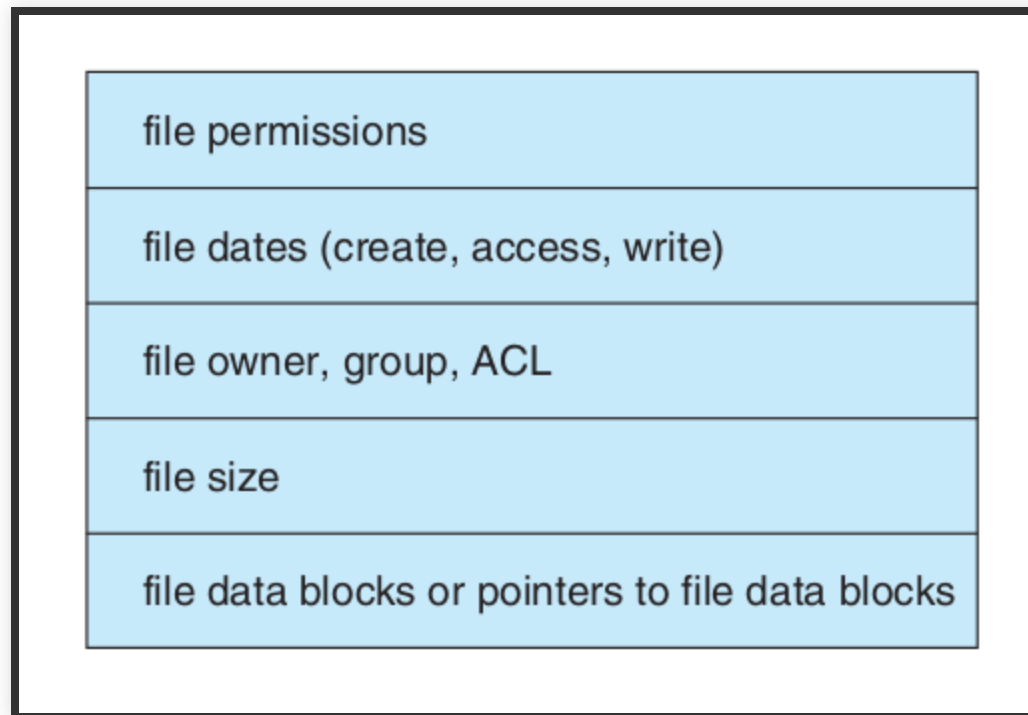 file permissions
file dates (create, access, write)
file owner, group, ACL
file size
file data blocks or pointers to file data blocks